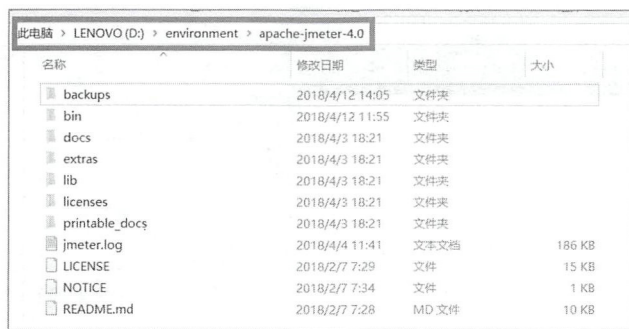 此电脑 > LENOVO (D:) > environment > apache-jmeter-4.0
名称 修改日期 类型 大小
backups 2018/4/12 14:05 文件夹
bin 2018/4/12 11:55 文件夹
docs 2018/4/3 18:21 文件夹
extras 2018/4/3 18:21 文件夹
lib 2018/4/3 18:21 文件夹
licenses 2018/4/3 18:21 文件夹
printable_docs 2018/4/3 18:21 文件夹
jmeter.log 2018/4/4 11:41 文本文档 186 KB
LICENSE 2018/2/7 7:29 文件 15 KB
NOTICE 2018/2/7 7:34 文件 1 KB
README.md 2018/2/7 7:28 MD 文件 10 KB